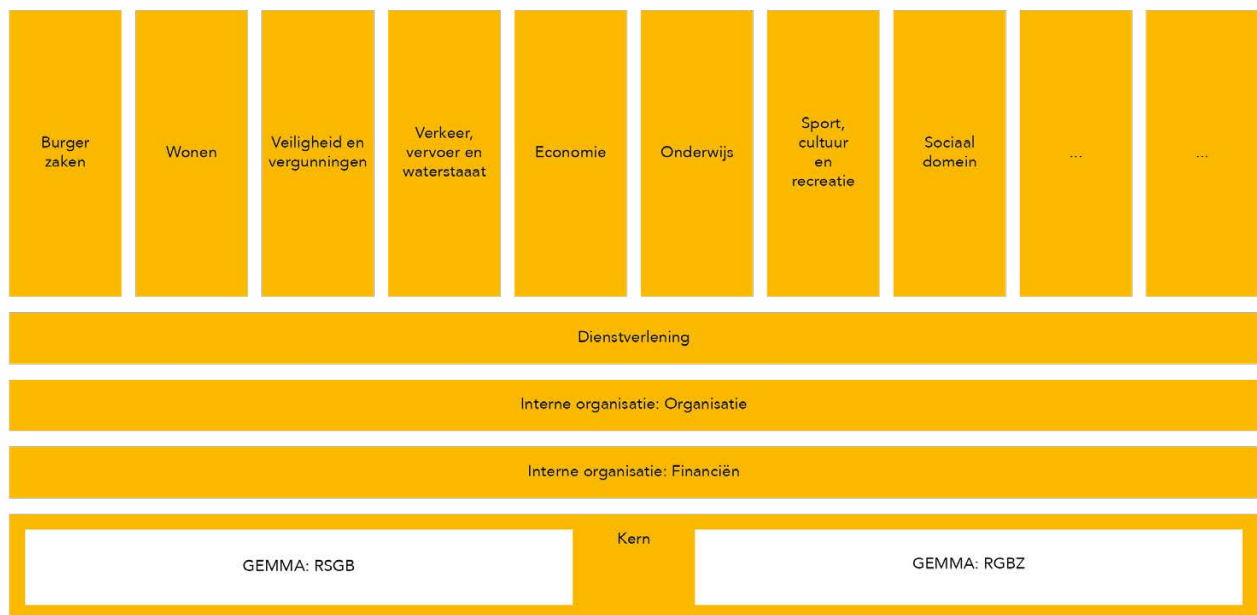 Burger
zaken
Wonen
Veiligheid en
vergunningen
Verkeer,
vervoer en
waterstaaat
Economie
Onderwijs
Sport,
cultuur
en
recreatie
Sociaal
domein
...
...
Dienstverlening
Interne organisatie: Organisatie
Interne organisatie: Financiën
Kern
GEMMA: RSGB
GEMMA: RGBZ